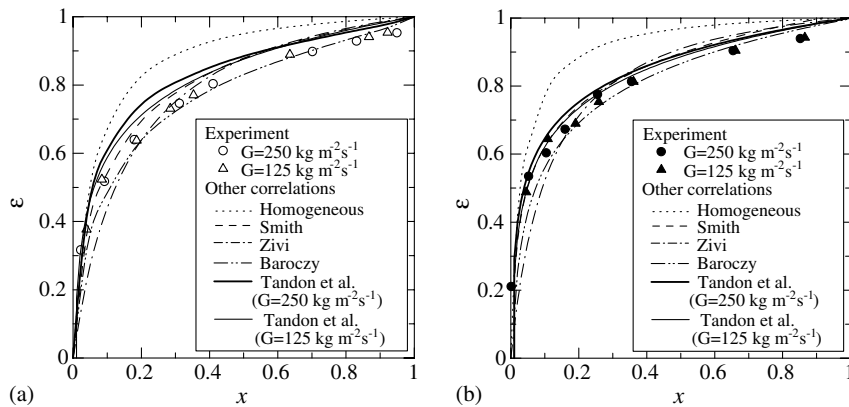 1
0.8
0.6
0.4
0.2
0
ε
Experiment
G=250 kg m⁻²s⁻¹
G=125 kg m⁻²s⁻¹
Other correlations
Homogeneous
Smith
Zivi
Baroczy
Tandon et al.
(G=250 kg m⁻²s⁻¹)
Tandon et al.
(G=125 kg m⁻²s⁻¹)
0 0.2 0.4 0.6 0.8 1
(a) x
1
0.8
0.6
0.4
0.2
0
ε
Experiment
G=250 kg m⁻²s⁻¹
G=125 kg m⁻²s⁻¹
Other correlations
Homogeneous
Smith
Zivi
Baroczy
Tandon et al.
(G=250 kg m⁻²s⁻¹)
Tandon et al.
(G=125 kg m⁻²s⁻¹)
0 0.2 0.4 0.6 0.8 1
(b) x